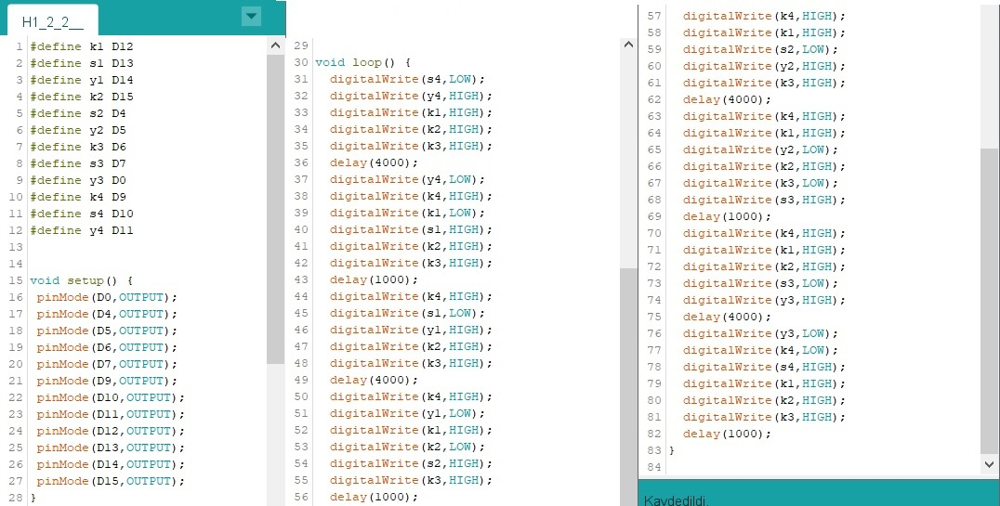 H1_2_2__
1 #define k1 D12
2 #define s1 D13
3 #define y1 D14
4 #define k2 D15
5 #define s2 D4
6 #define y2 D5
7 #define k3 D6
8 #define s3 D7
9 #define y3 D0
10 #define k4 D9
11 #define s4 D10
12 #define y4 D11
13
14
15 void setup() {
16 pinMode(D0,OUTPUT);
17 pinMode(D4,OUTPUT);
18 pinMode(D5,OUTPUT);
19 pinMode(D6,OUTPUT);
20 pinMode(D7,OUTPUT);
21 pinMode(D9,OUTPUT);
22 pinMode(D10,OUTPUT);
23 pinMode(D11,OUTPUT);
24 pinMode(D12,OUTPUT);
25 pinMode(D13,OUTPUT);
26 pinMode(D14,OUTPUT);
27 pinMode(D15,OUTPUT);
28 }
29
30 void loop() {
31 digitalWrite(s4,LOW);
32 digitalWrite(y4,HIGH);
33 digitalWrite(k1,HIGH);
34 digitalWrite(k2,HIGH);
35 digitalWrite(k3,HIGH);
36 delay(4000);
37 digitalWrite(y4,LOW);
38 digitalWrite(k4,HIGH);
39 digitalWrite(k1,LOW);
40 digitalWrite(s1,HIGH);
41 digitalWrite(k2,HIGH);
42 digitalWrite(k3,HIGH);
43 delay(1000);
44 digitalWrite(k4,HIGH);
45 digitalWrite(s1,LOW);
46 digitalWrite(y1,HIGH);
47 digitalWrite(k2,HIGH);
48 digitalWrite(k3,HIGH);
49 delay(4000);
50 digitalWrite(k4,HIGH);
51 digitalWrite(y1,LOW);
52 digitalWrite(k1,HIGH);
53 digitalWrite(k2,LOW);
54 digitalWrite(s2,HIGH);
55 digitalWrite(k3,HIGH);
56 delay(1000);
57 digitalWrite(k4,HIGH);
58 digitalWrite(k1,HIGH);
59 digitalWrite(s2,LOW);
60 digitalWrite(y2,HIGH);
61 digitalWrite(k3,HIGH);
62 delay(4000);
63 digitalWrite(k4,HIGH);
64 digitalWrite(k1,HIGH);
65 digitalWrite(y2,LOW);
66 digitalWrite(k2,HIGH);
67 digitalWrite(k3,LOW);
68 digitalWrite(s3,HIGH);
69 delay(1000);
70 digitalWrite(k4,HIGH);
71 digitalWrite(k1,HIGH);
72 digitalWrite(k2,HIGH);
73 digitalWrite(s3,LOW);
74 digitalWrite(y3,HIGH);
75 delay(4000);
76 digitalWrite(y3,LOW);
77 digitalWrite(k4,LOW);
78 digitalWrite(s4,HIGH);
79 digitalWrite(k1,HIGH);
80 digitalWrite(k2,HIGH);
81 digitalWrite(k3,HIGH);
82 delay(1000);
83 }
84
Kaydedildi.